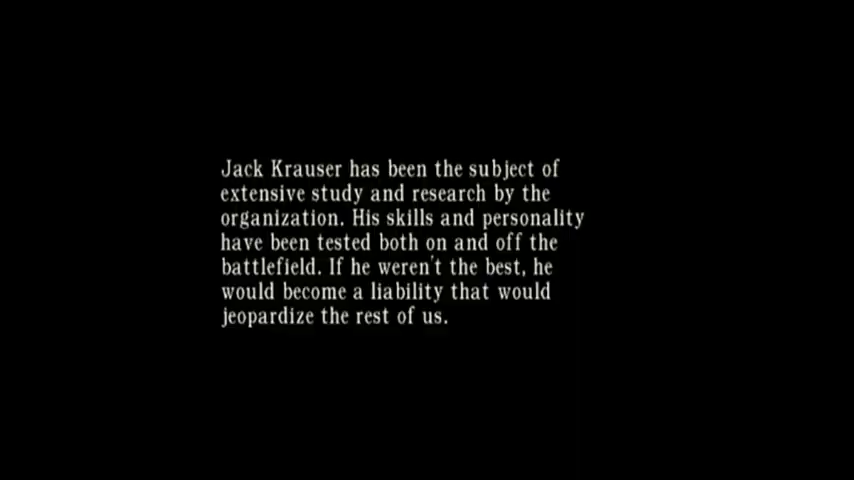 Jack Krauser has been the subject of
extensive study and research by the
organization. His skills and personality
have been tested both on and off the
battlefield. If he weren't the best, he
would become a liability that would
jeopardize the rest of us.